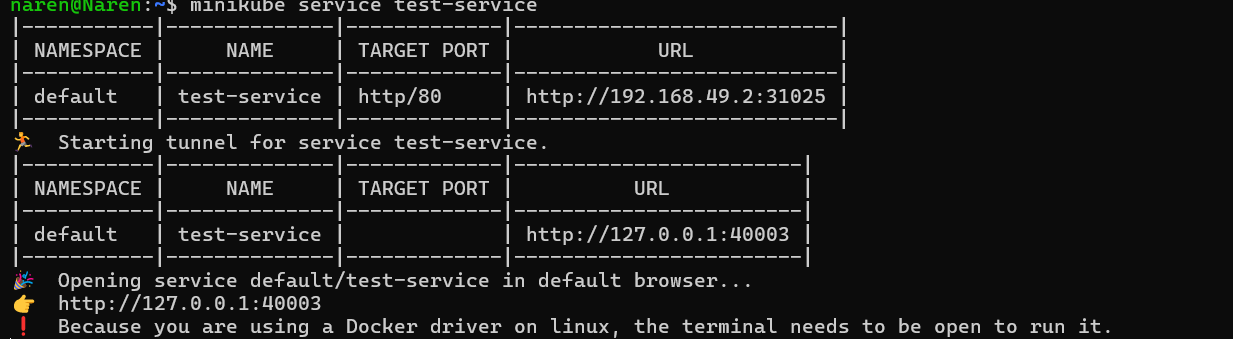 naren@Naren:~$ minikube service test-service
|-----------|--------------|-------------|---------------------------|
| NAMESPACE |     NAME     | TARGET PORT |            URL            |
|-----------|--------------|-------------|---------------------------|
| default   | test-service | http/80     | http://192.168.49.2:31025 |
|-----------|--------------|-------------|---------------------------|
🏃  Starting tunnel for service test-service.
|-----------|--------------|-------------|------------------------|
| NAMESPACE |     NAME     | TARGET PORT |          URL           |
|-----------|--------------|-------------|------------------------|
| default   | test-service |             | http://127.0.0.1:40003 |
|-----------|--------------|-------------|------------------------|
🎉  Opening service default/test-service in default browser...
👉  http://127.0.0.1:40003
❗  Because you are using a Docker driver on linux, the terminal needs to be open to run it.